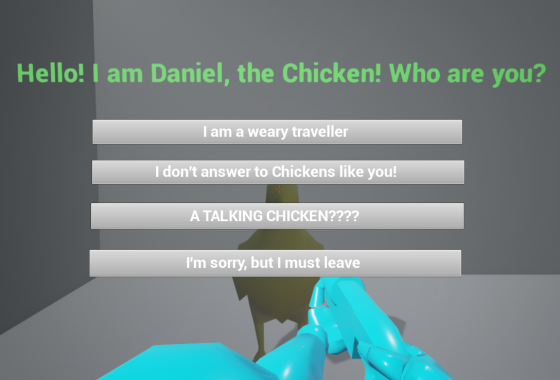 Hello! I am Daniel, the Chicken! Who are you?
I am a weary traveller
I don't answer to Chickens like you!
A TALKING CHICKEN????
I'm sorry, but I must leave